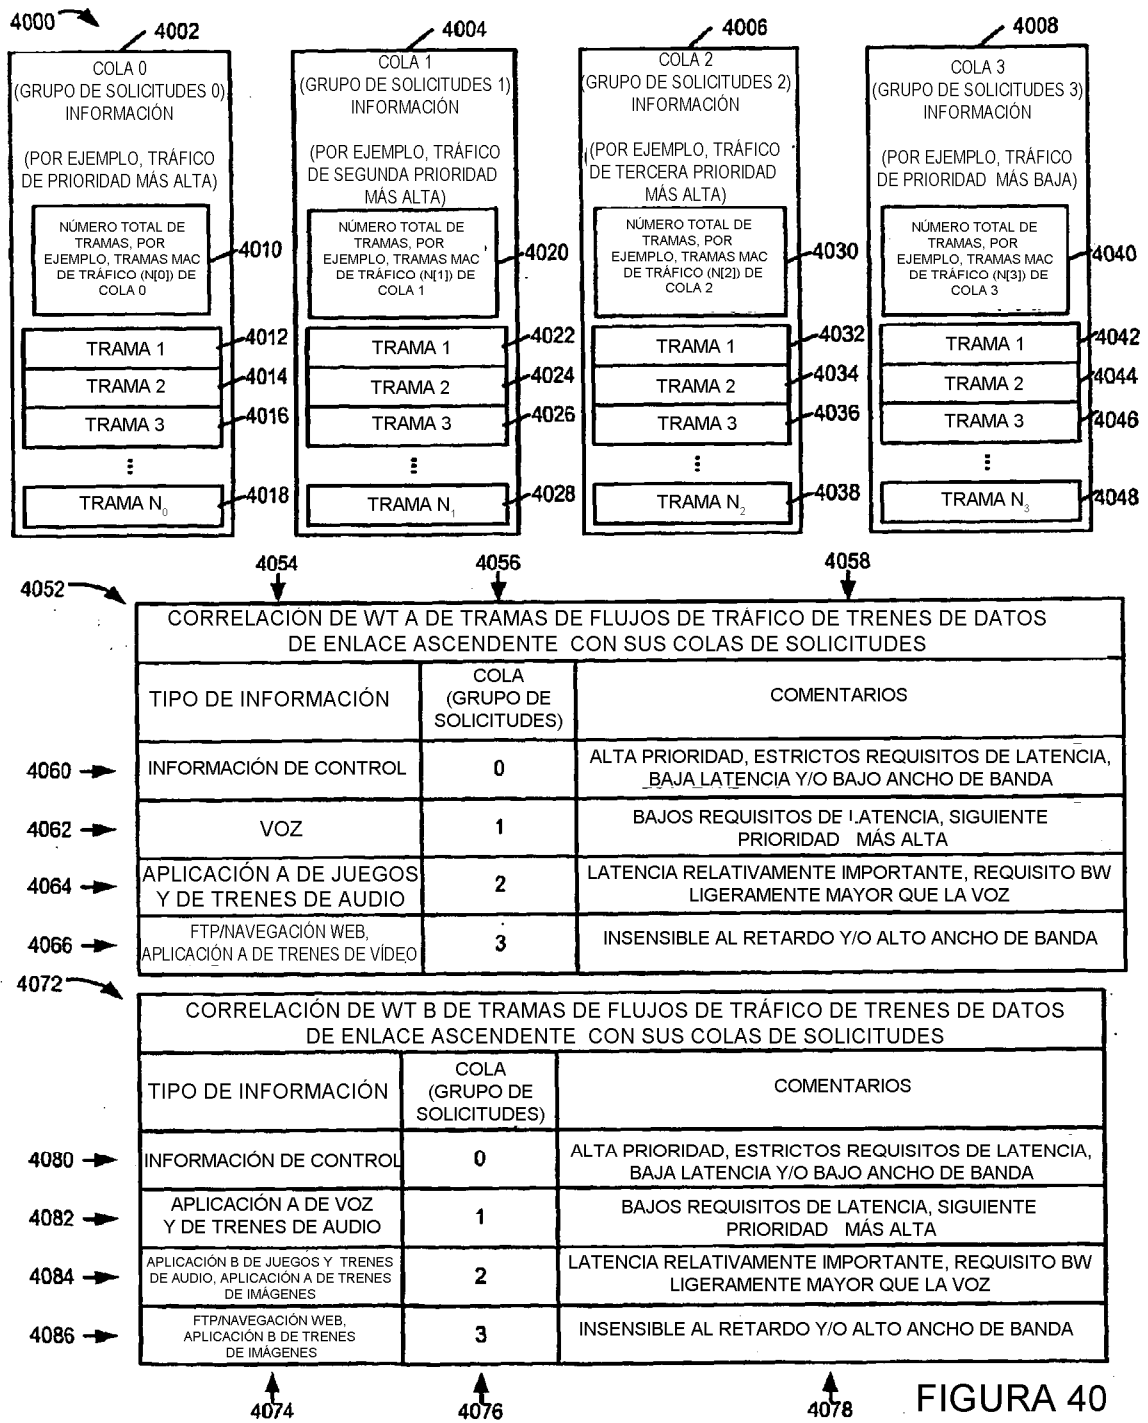 4000
4002
4004
4006
4008
COLA 0
(GRUPO DE SOLICITUDES 0)
INFORMACIÓN
(POR EJEMPLO, TRÁFICO
DE PRIORIDAD MÁS ALTA)
NÚMERO TOTAL DE
TRAMAS, POR
EJEMPLO, TRAMAS MAC
DE TRÁFICO (N[0]) DE
COLA 0
4010
TRAMA 1
4012
TRAMA 2
4014
TRAMA 3
4016
...
TRAMA N0
4018
COLA 1
(GRUPO DE SOLICITUDES 1)
INFORMACIÓN
(POR EJEMPLO, TRÁFICO
DE SEGUNDA PRIORIDAD
MÁS ALTA)
NÚMERO TOTAL DE
TRAMAS, POR
EJEMPLO, TRAMAS MAC
DE TRÁFICO (N[1]) DE
COLA 1
4020
TRAMA 1
4022
TRAMA 2
4024
TRAMA 3
4026
...
TRAMA N1
4028
COLA 2
(GRUPO DE SOLICITUDES 2)
INFORMACIÓN
(POR EJEMPLO, TRÁFICO
DE TERCERA PRIORIDAD
MÁS ALTA)
NÚMERO TOTAL DE
TRAMAS, POR
EJEMPLO, TRAMAS MAC
DE TRÁFICO (N[2]) DE
COLA 2
4030
TRAMA 1
4032
TRAMA 2
4034
TRAMA 3
4036
...
TRAMA N2
4038
COLA 3
(GRUPO DE SOLICITUDES 3)
INFORMACIÓN
(POR EJEMPLO, TRÁFICO
DE PRIORIDAD MÁS BAJA)
NÚMERO TOTAL DE
TRAMAS, POR
EJEMPLO, TRAMAS MAC
DE TRÁFICO (N[3]) DE
COLA 3
4040
TRAMA 1
4042
TRAMA 2
4044
TRAMA 3
4046
...
TRAMA N3
4048
4052
4054
4056
4058
CORRELACIÓN DE WT A DE TRAMAS DE FLUJOS DE TRÁFICO DE TRENES DE DATOS
DE ENLACE ASCENDENTE CON SUS COLAS DE SOLICITUDES
TIPO DE INFORMACIÓN
COLA
(GRUPO DE
SOLICITUDES)
COMENTARIOS
4060
INFORMACIÓN DE CONTROL
0
ALTA PRIORIDAD, ESTRICTOS REQUISITOS DE LATENCIA,
BAJA LATENCIA Y/O BAJO ANCHO DE BANDA
4062
VOZ
1
BAJOS REQUISITOS DE LATENCIA, SIGUIENTE
PRIORIDAD MÁS ALTA
4064
APLICACIÓN A DE JUEGOS
Y DE TRENES DE AUDIO
2
LATENCIA RELATIVAMENTE IMPORTANTE, REQUISITO BW
LIGERAMENTE MAYOR QUE LA VOZ
4066
FTP/NAVEGACIÓN WEB,
APLICACIÓN A DE TRENES DE VÍDEO
3
INSENSIBLE AL RETARDO Y/O ALTO ANCHO DE BANDA
4072
CORRELACIÓN DE WT B DE TRAMAS DE FLUJOS DE TRÁFICO DE TRENES DE DATOS
DE ENLACE ASCENDENTE CON SUS COLAS DE SOLICITUDES
TIPO DE INFORMACIÓN
COLA
(GRUPO DE
SOLICITUDES)
COMENTARIOS
4080
INFORMACIÓN DE CONTROL
0
ALTA PRIORIDAD, ESTRICTOS REQUISITOS DE LATENCIA,
BAJA LATENCIA Y/O BAJO ANCHO DE BANDA
4082
APLICACIÓN A DE VOZ
Y DE TRENES DE AUDIO
1
BAJOS REQUISITOS DE LATENCIA, SIGUIENTE
PRIORIDAD MÁS ALTA
4084
APLICACIÓN B DE JUEGOS Y TRENES
DE AUDIO, APLICACIÓN A DE TRENES
DE IMÁGENES
2
LATENCIA RELATIVAMENTE IMPORTANTE, REQUISITO BW
LIGERAMENTE MAYOR QUE LA VOZ
4086
FTP/NAVEGACIÓN WEB,
APLICACIÓN B DE TRENES
DE IMÁGENES
3
INSENSIBLE AL RETARDO Y/O ALTO ANCHO DE BANDA
4074
4076
4078
FIGURA 40